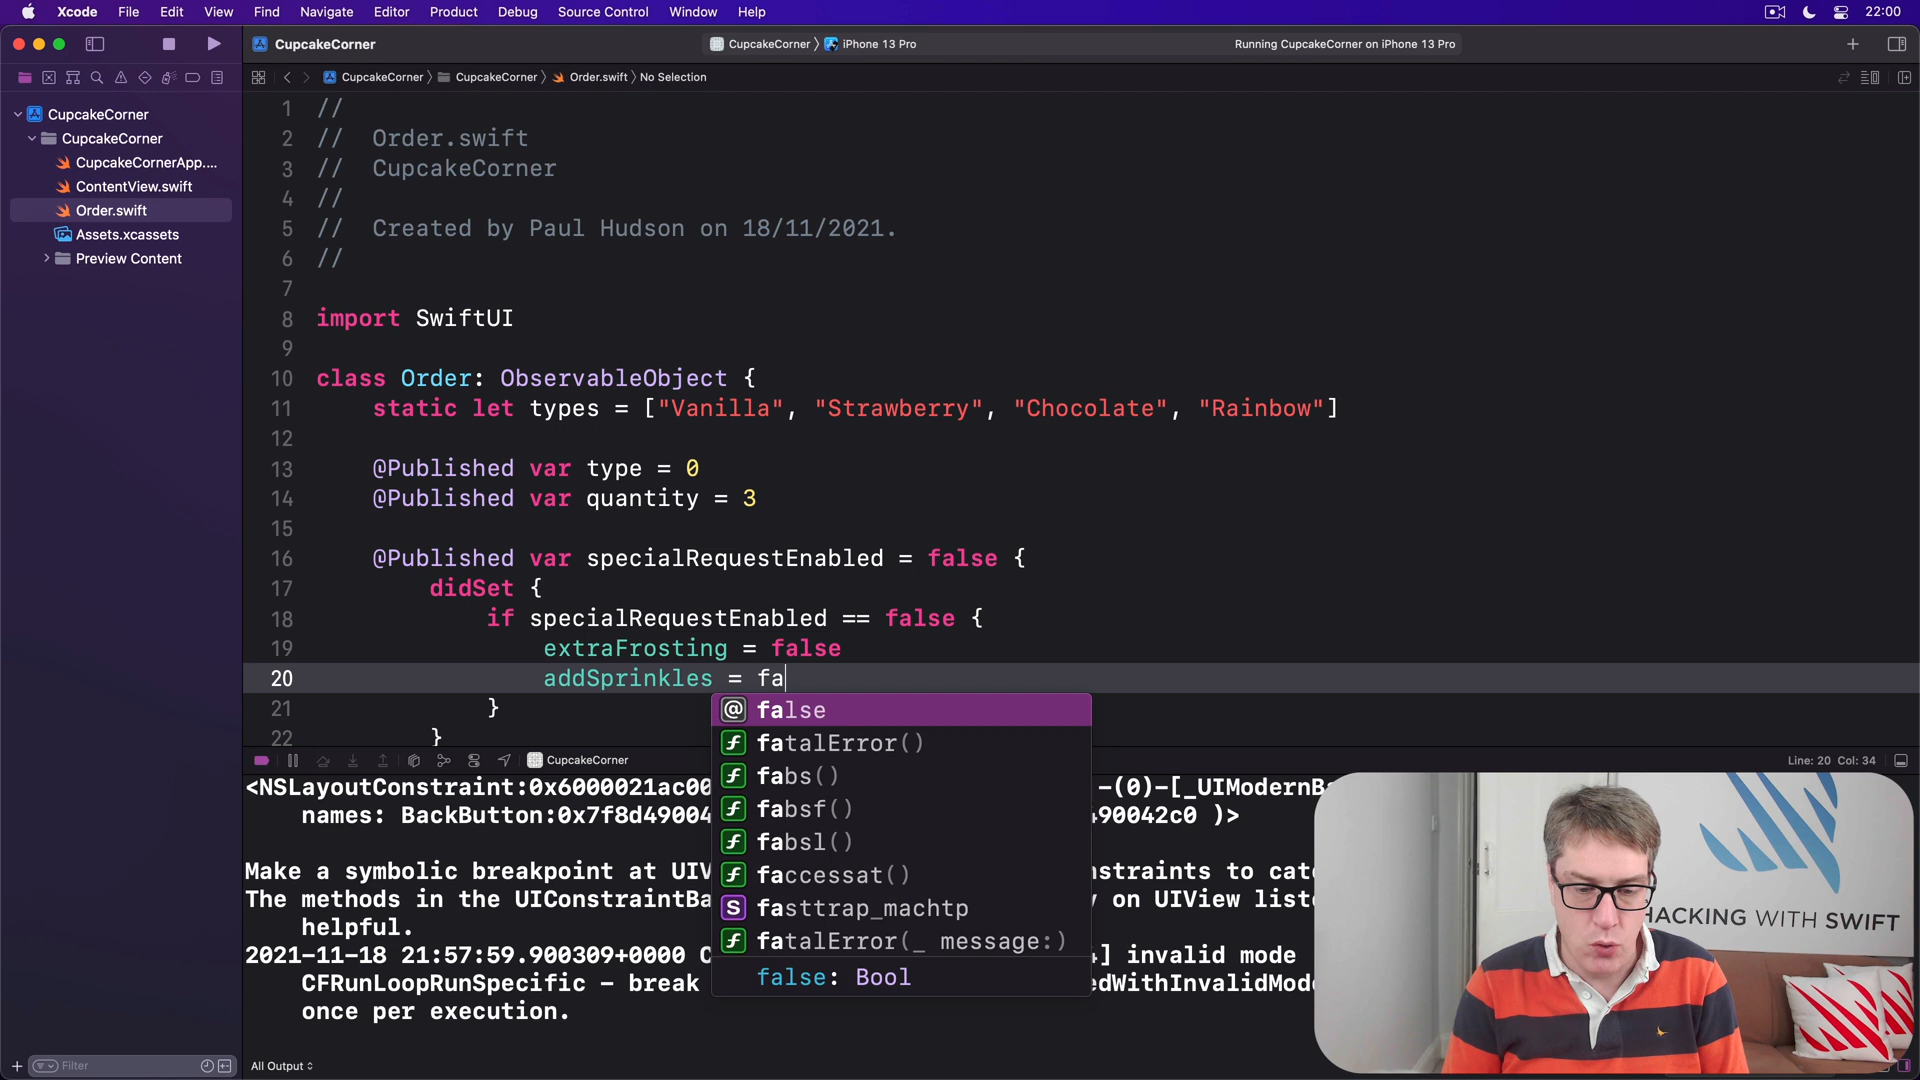 Xcode File Edit View Find Navigate Editor Product Debug Source Control Window Help 22:00
CupcakeCorner CupcakeCorner 〉 iPhone 13 Pro Running CupcakeCorner on iPhone 13 Pro
CupcakeCorner 〉 CupcakeCorner 〉 Order.swift 〉 No Selection
CupcakeCorner
CupcakeCorner
CupcakeCornerApp....
ContentView.swift
Order.swift
Assets.xcassets
Preview Content
1 //
2 // Order.swift
3 // CupcakeCorner
4 //
5 // Created by Paul Hudson on 18/11/2021.
6 //
7
8 import SwiftUI
9
10 class Order: ObservableObject {
11 static let types = ["Vanilla", "Strawberry", "Chocolate", "Rainbow"]
12
13 @Published var type = 0
14 @Published var quantity = 3
15
16 @Published var specialRequestEnabled = false {
17 didSet {
18 if specialRequestEnabled == false {
19 extraFrosting = false
20 addSprinkles = fa
21 }
22 }
@ false
f fatalError()
f fabs()
f fabsf()
f fabsl()
f faccessat()
S fasttrap_machtp
f fatalError(_ message:)
false: Bool
CupcakeCorner Line: 20 Col: 34
<NSLayoutConstraint:0x6000021ac00 -(0)-[_UIModernBa
names: BackButton:0x7f8d49004 490042c0 )>
Make a symbolic breakpoint at UIV nstraints to catc
The methods in the UIConstraintBa y on UIView liste
helpful.
2021-11-18 21:57:59.900309+0000 C 4] invalid mode
CFRunLoopRunSpecific - break edWithInvalidMod
once per execution.
HACKING WITH SWIFT
Filter
All Output